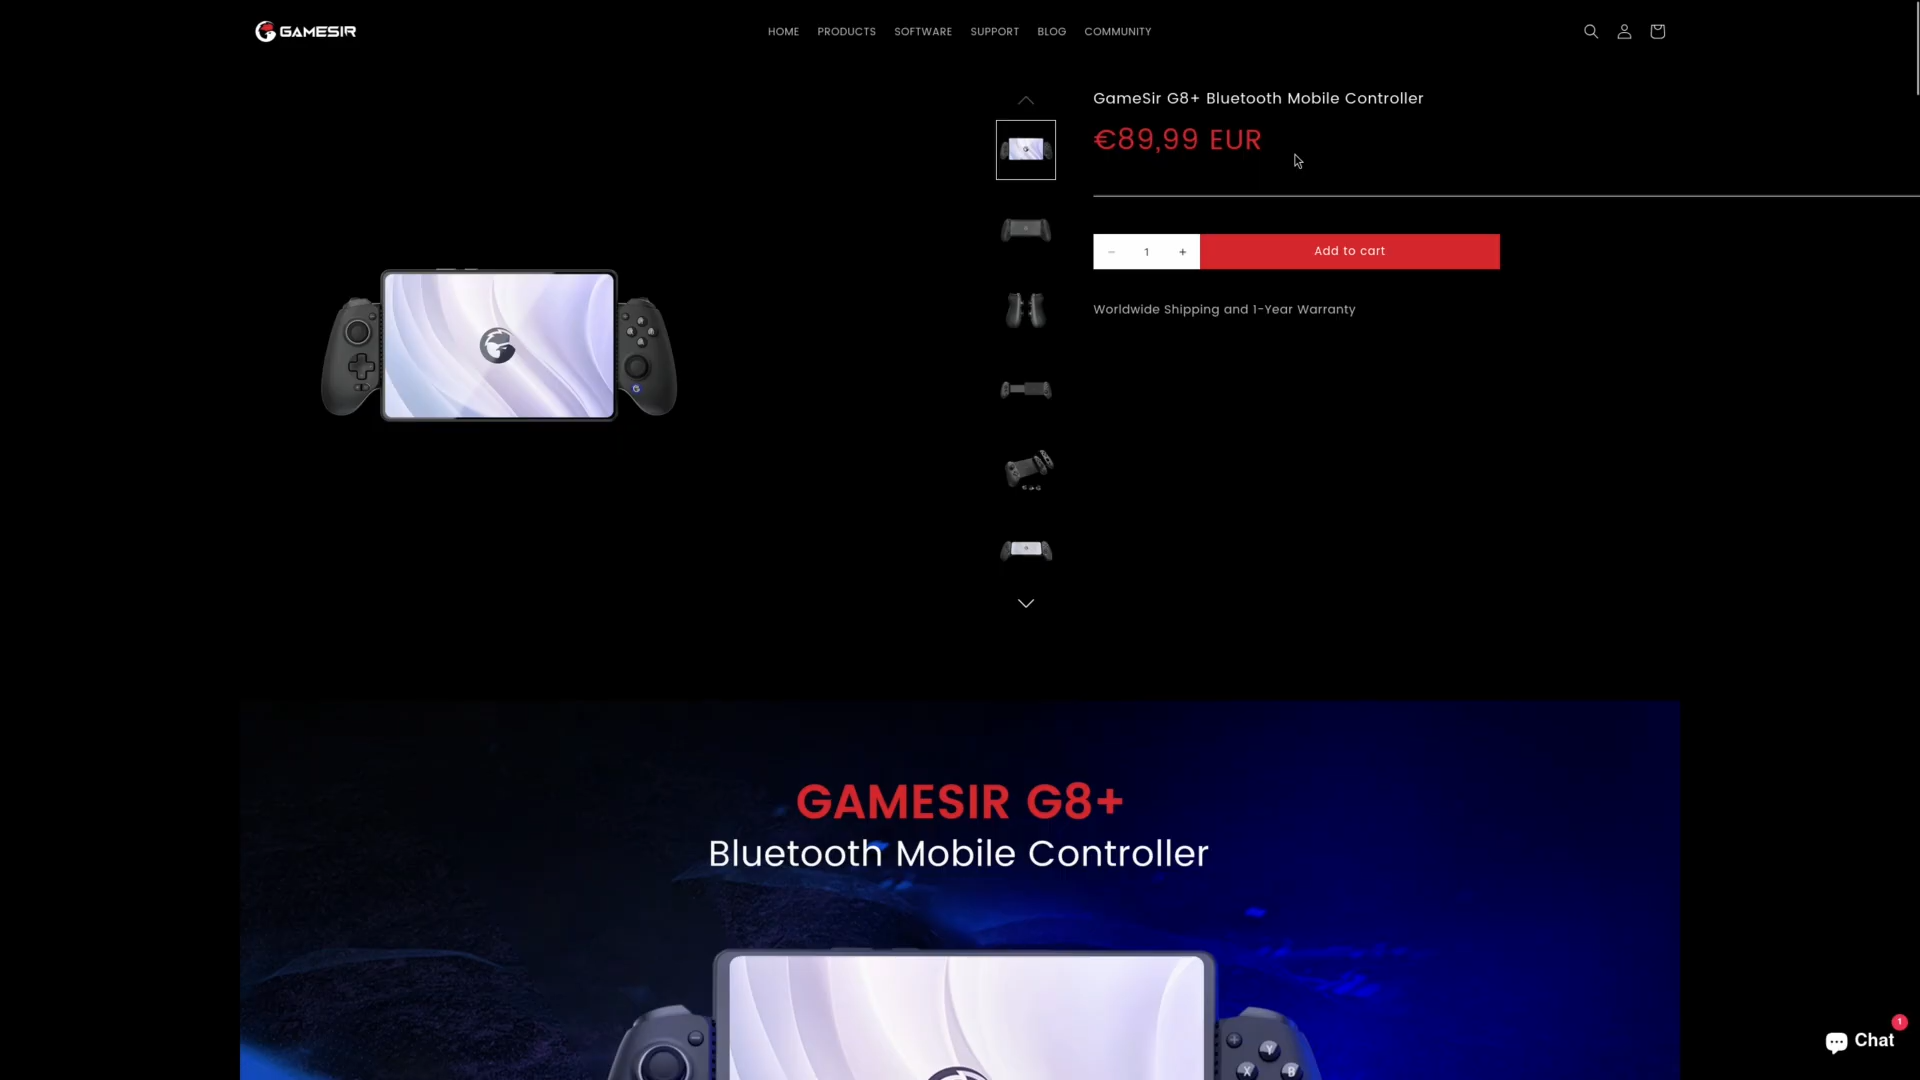 GAMESIR
HOME PRODUCTS SOFTWARE SUPPORT BLOG COMMUNITY
GameSir G8+ Bluetooth Mobile Controller
€89,99 EUR
− 1 +
Add to cart
Worldwide Shipping and 1-Year Warranty
GAMESIR G8+
Bluetooth Mobile Controller
Y
X B
1
Chat